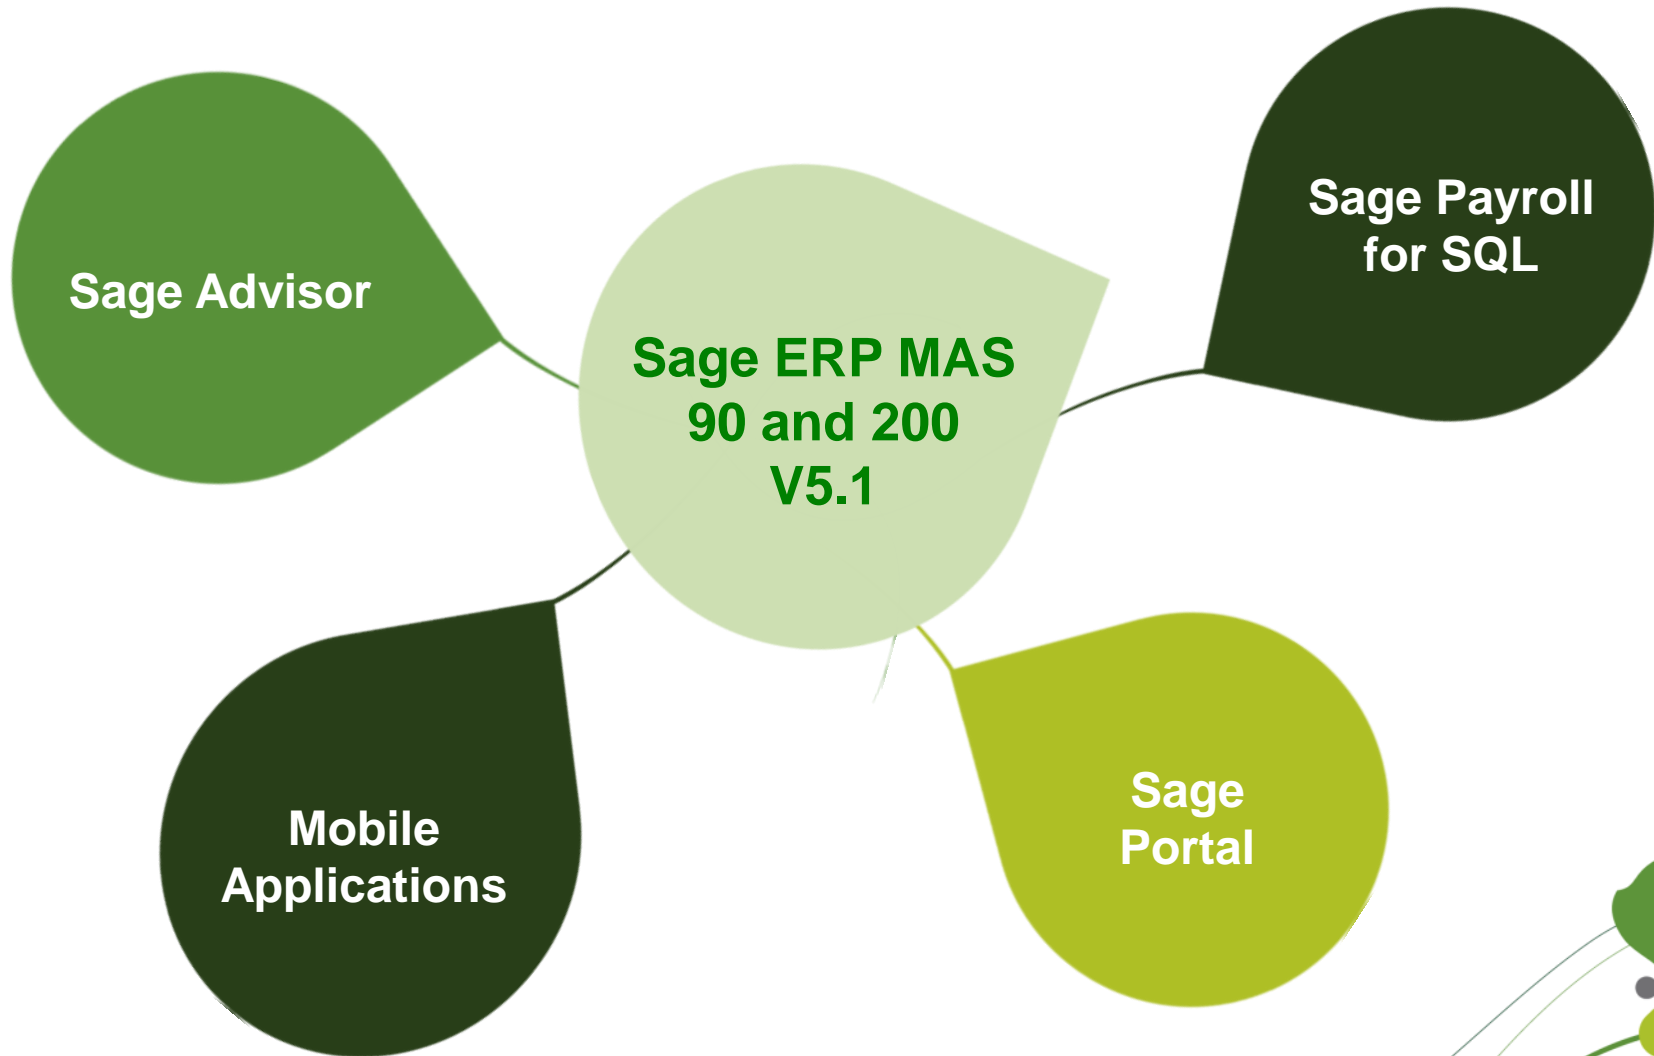 Sage Advisor
Sage Payroll
for SQL
Sage ERP MAS
90 and 200
V5.1
Mobile
Applications
Sage
Portal